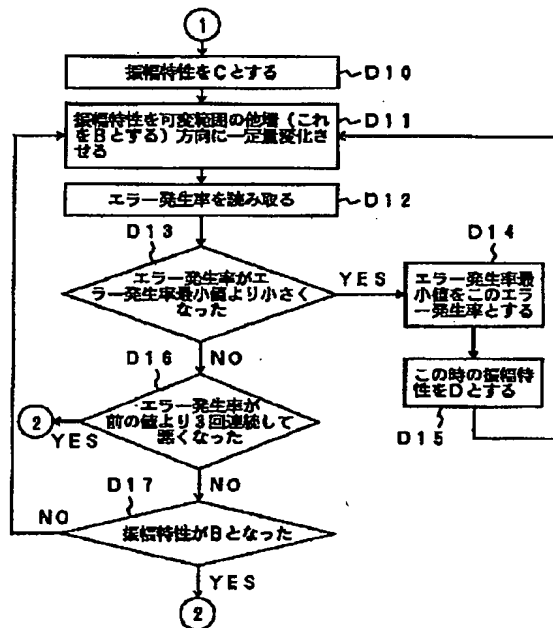 1
振幅特性をCとする
D10
振幅特性を可変範囲の他端(これ
をBとする)方向に一定量変化さ
せる
D11
エラー発生率を読み取る
D12
D13
エラー発生率がエ
ラー発生率最小値より小さく
なった
YES
NO
D14
エラー発生率最
小値をこのエラ
ー発生率とする
この時の振幅特
性をDとする
D15
D16
エラー発生率が
前の値より3回連続して
悪くなった
2
YES
NO
D17
振幅特性がBとなった
NO
YES
2